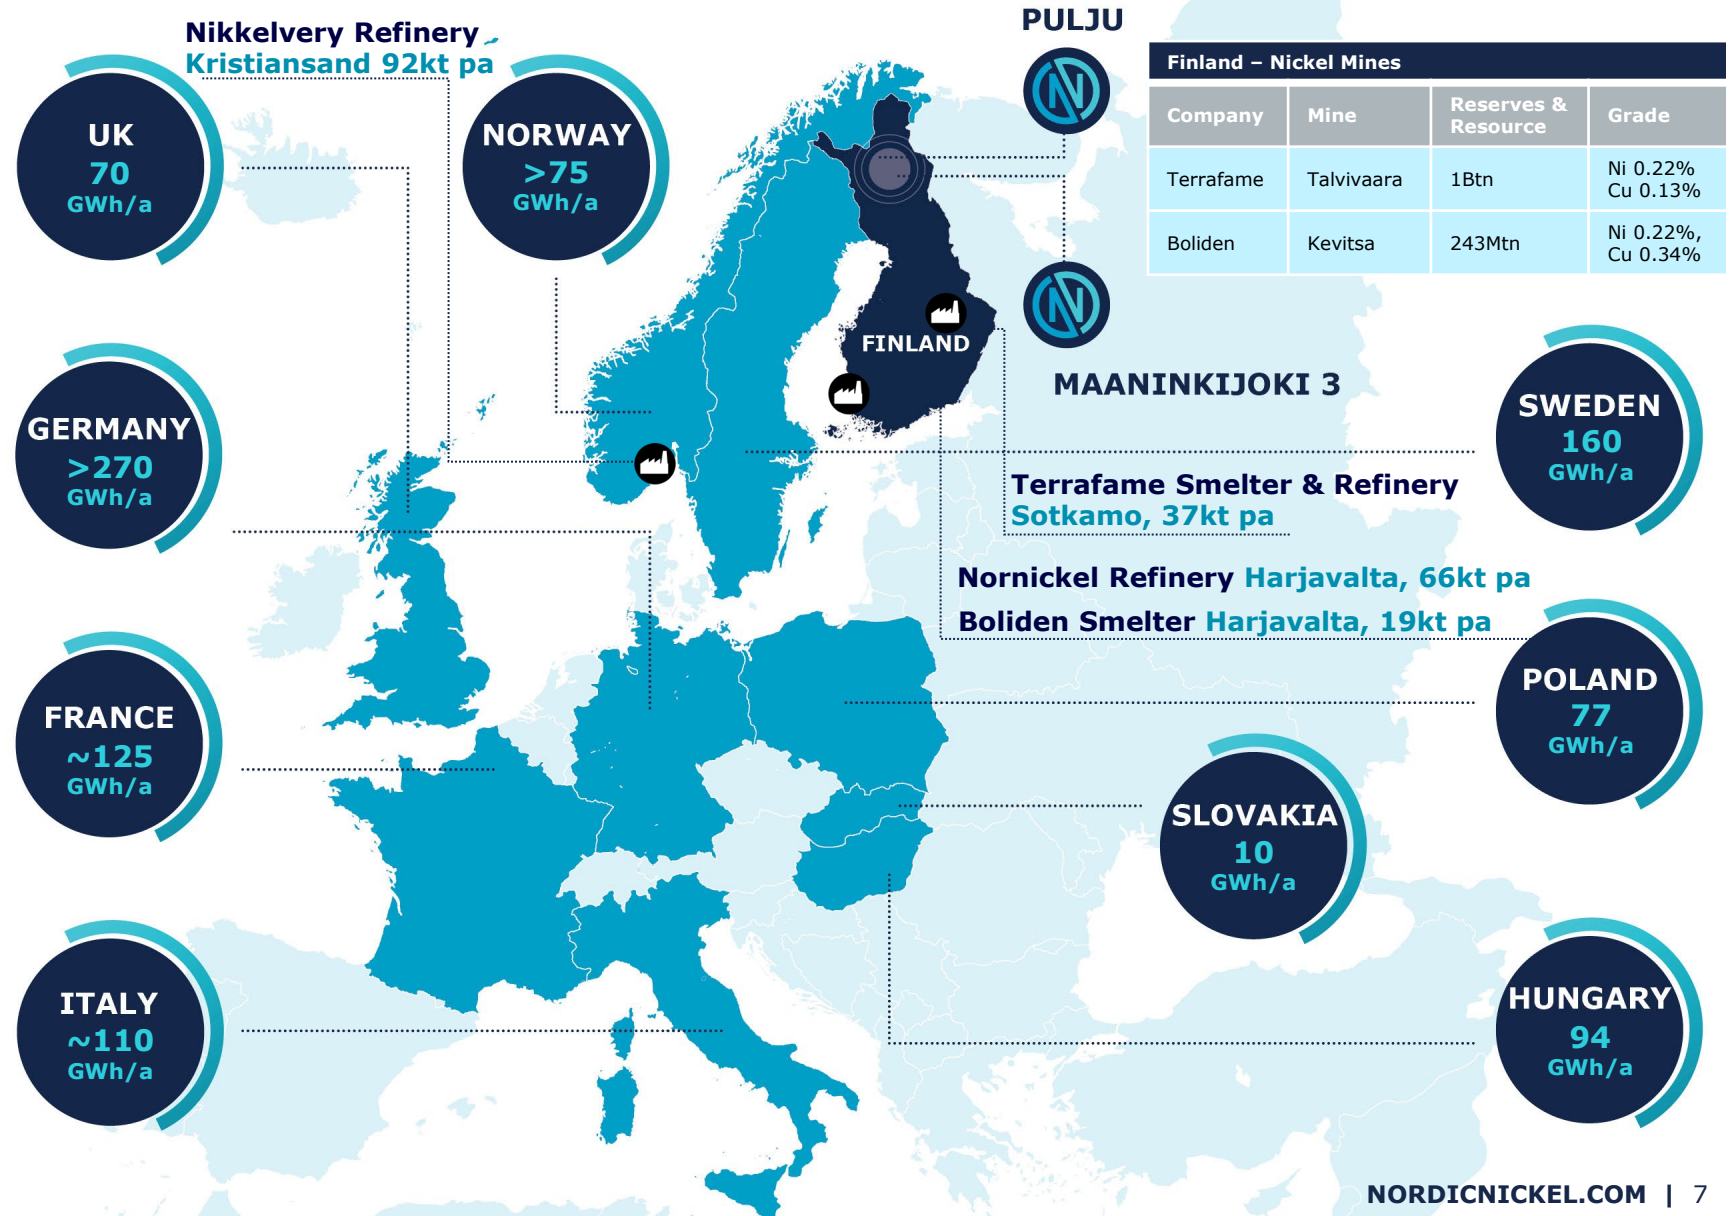 Nikkelvery Refinery
Kristiansand 92kt pa
PULJU
Finland – Nickel Mines
Company Mine Reserves & Resource Grade
Terrafame Talvivaara 1Btn Ni 0.22% Cu 0.13%
Boliden Kevitsa 243Mtn Ni 0.22%, Cu 0.34%
UK
70
GWh/a
NORWAY
>75
GWh/a
FINLAND
MAANINKIJOKI 3
GERMANY
>270
GWh/a
SWEDEN
160
GWh/a
Terrafame Smelter & Refinery
Sotkamo, 37kt pa
Nornickel Refinery Harjavalta, 66kt pa
Boliden Smelter Harjavalta, 19kt pa
FRANCE
~125
GWh/a
POLAND
77
GWh/a
SLOVAKIA
10
GWh/a
ITALY
~110
GWh/a
HUNGARY
94
GWh/a
NORDICNICKEL.COM | 7